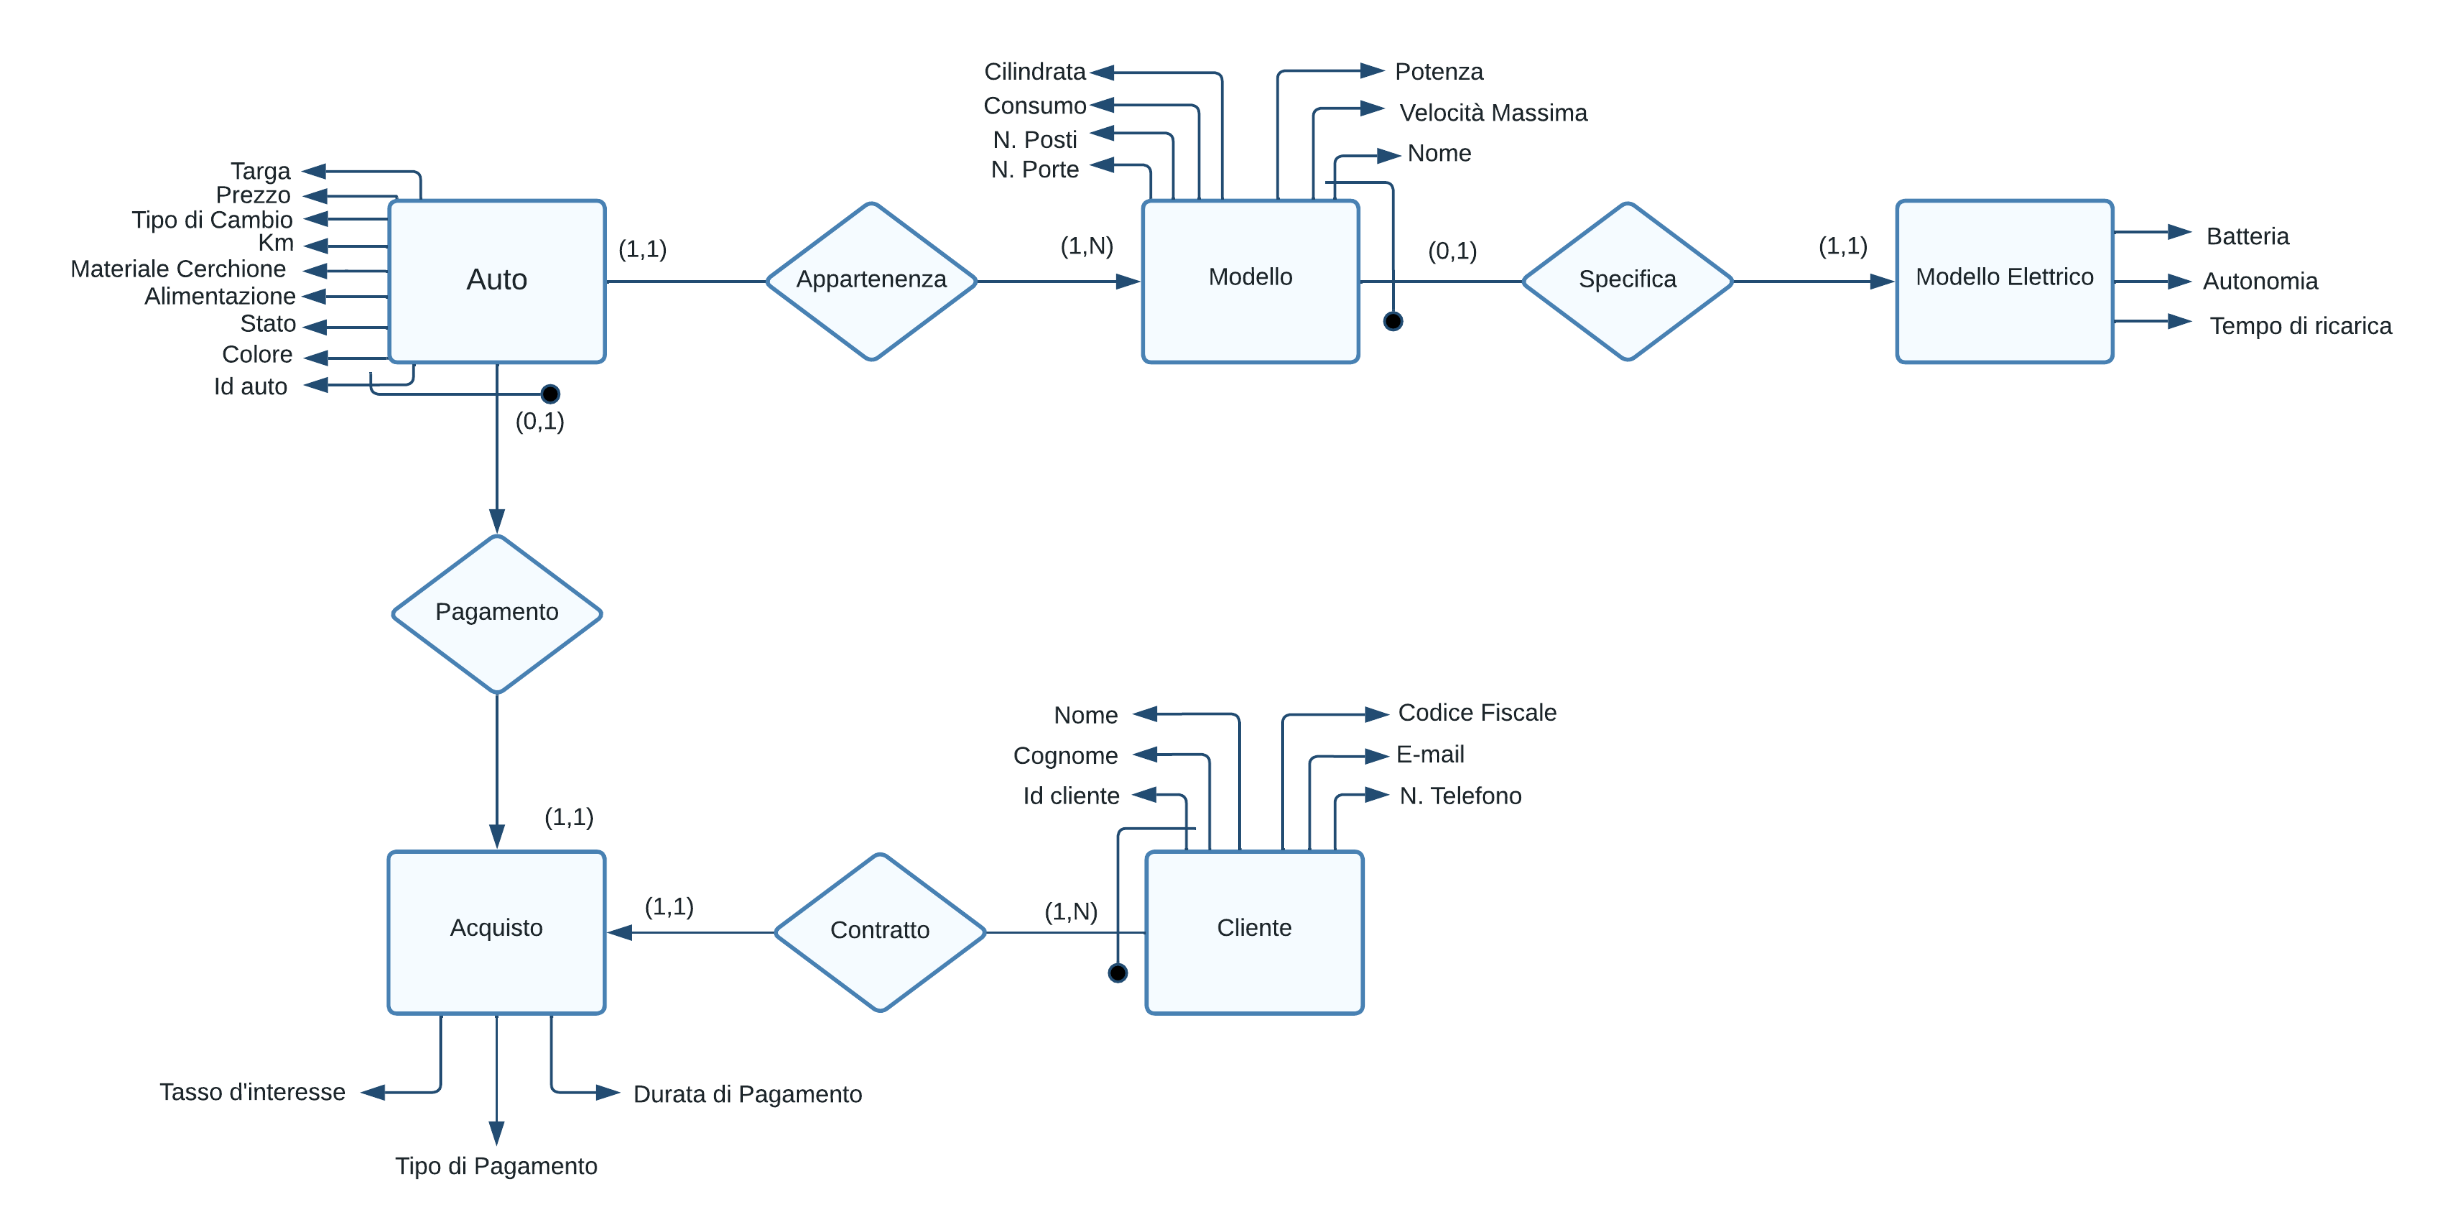 Cilindrata
Potenza
Consumo
Velocità Massima
N. Posti
Nome
N. Porte
Targa
Prezzo
Tipo di Cambio
Km
Materiale Cerchione
Alimentazione
Stato
Colore
Id auto
Auto
(1,1)
Appartenenza
(1,N)
Modello
(0,1)
Specifica
(1,1)
Modello Elettrico
Batteria
Autonomia
Tempo di ricarica
(0,1)
Pagamento
(1,1)
Nome
Codice Fiscale
Cognome
E-mail
Id cliente
N. Telefono
Acquisto
(1,1)
Contratto
(1,N)
Cliente
Tasso d'interesse
Durata di Pagamento
Tipo di Pagamento